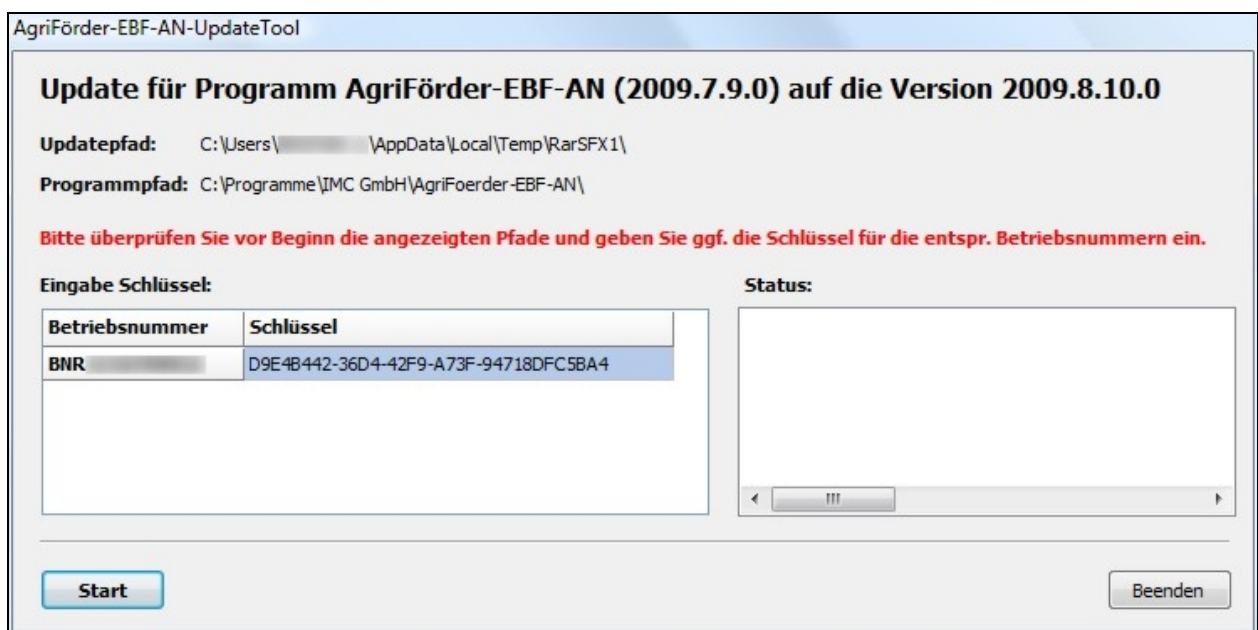 AgriFörder-EBF-AN-UpdateTool
Update für Programm AgriFörder-EBF-AN (2009.7.9.0) auf die Version 2009.8.10.0
Updatepfad: C:\Users\ \AppData\Local\Temp\RarSFX1\
Programmpfad: C:\Programme\IMC GmbH\AgriFoerder-EBF-AN\
Bitte überprüfen Sie vor Beginn die angezeigten Pfade und geben Sie ggf. die Schlüssel für die entspr. Betriebsnummern ein.
Eingabe Schlüssel: Status:
Betriebsnummer Schlüssel
BNR D9E4B442-36D4-42F9-A73F-94718DFC5BA4
Start Beenden